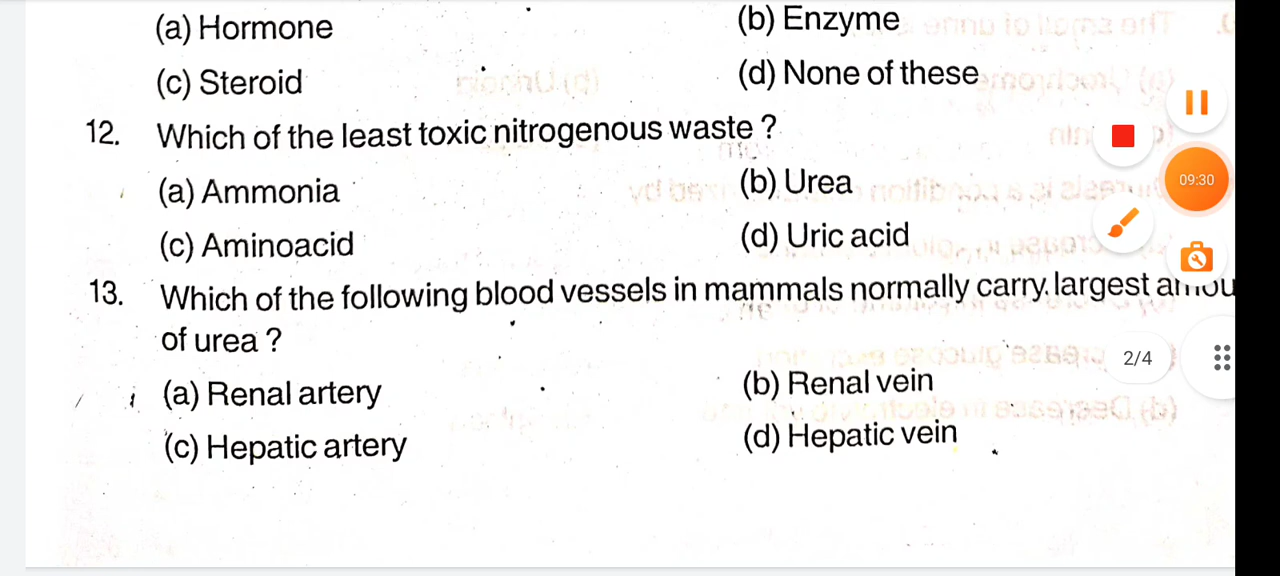 (a) Hormone (b) Enzyme
(c) Steroid (d) None of these
12. Which of the least toxic nitrogenous waste ?
(a) Ammonia (b) Urea
09:30
(c) Aminoacid (d) Uric acid
13. Which of the following blood vessels in mammals normally carry. largest amou
of urea ?
2/4
(a) Renal artery (b) Renal vein
(c) Hepatic artery (d) Hepatic vein